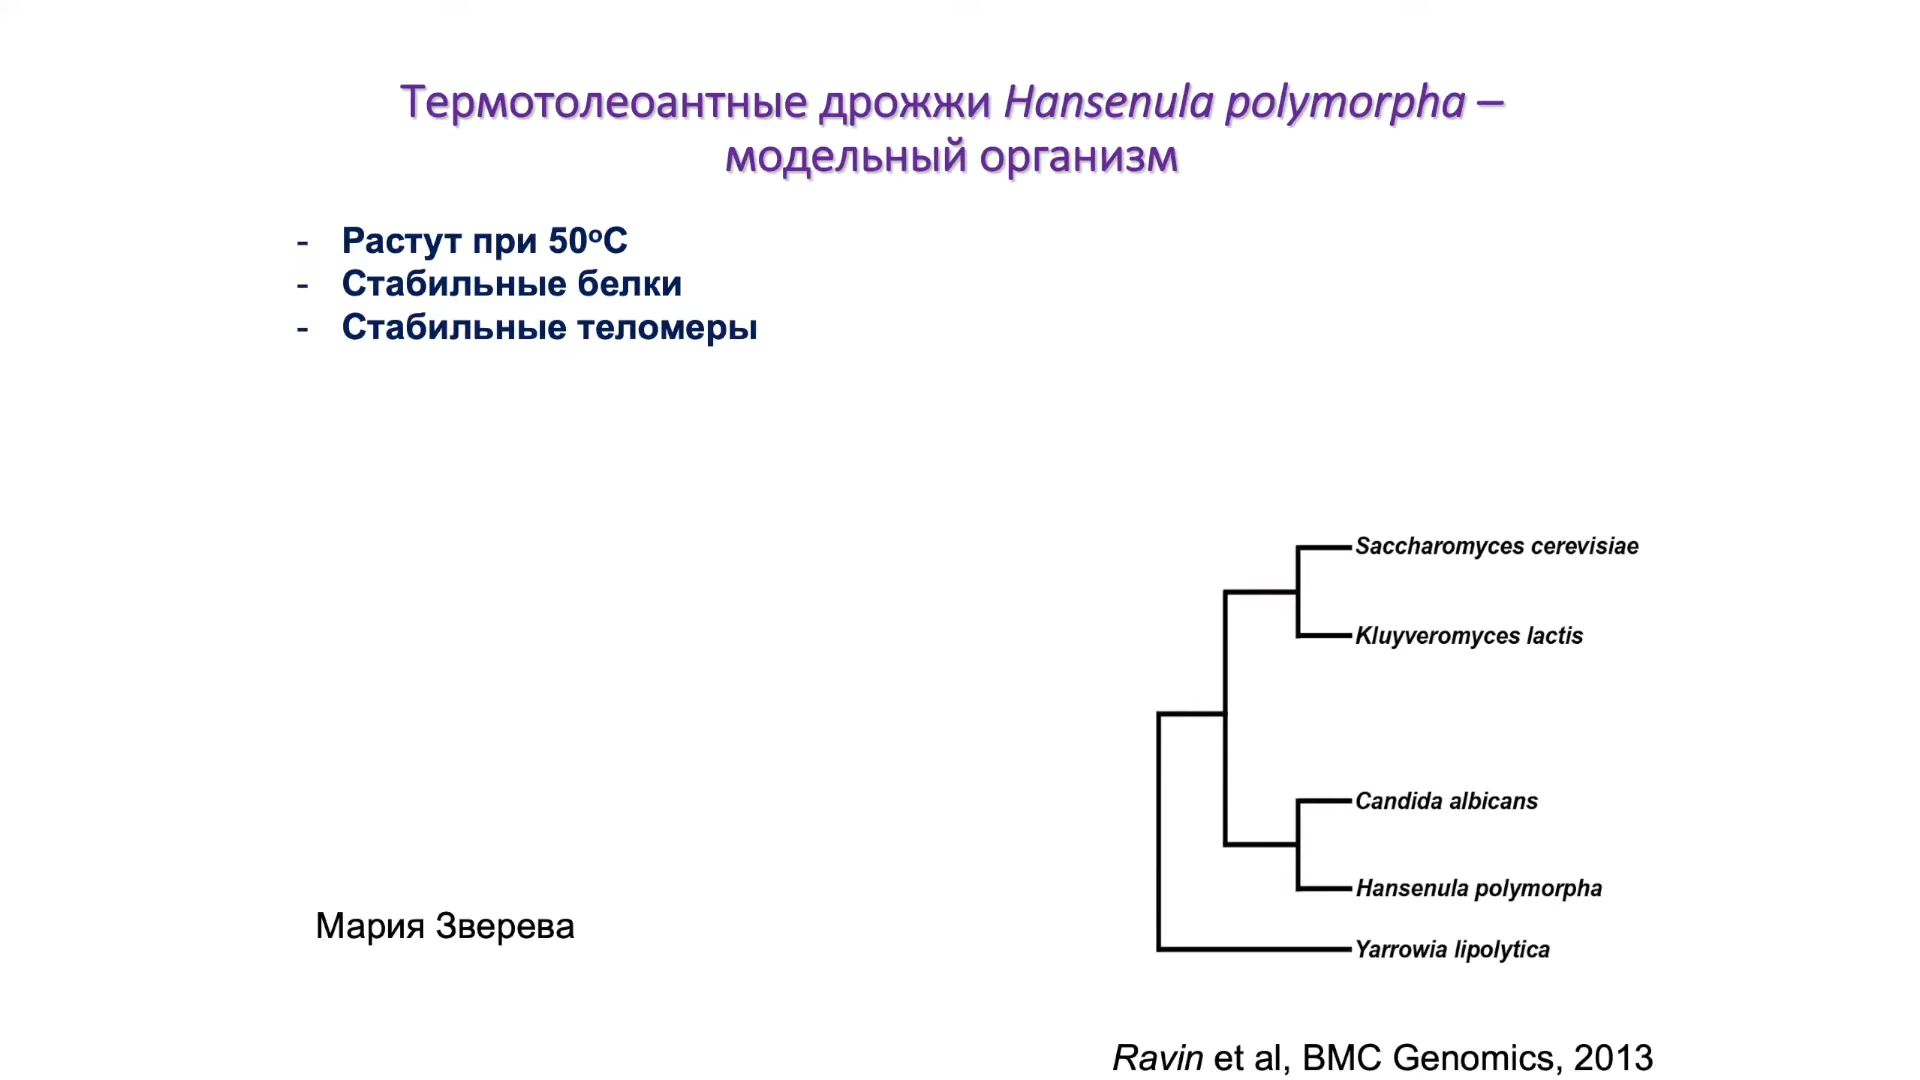 Термотолеоантные дрожжи Hansenula polymorpha –
модельный организм
- Растут при 50ºС
- Стабильные белки
- Стабильные теломеры
Saccharomyces cerevisiae
Kluyveromyces lactis
Candida albicans
Hansenula polymorpha
Yarrowia lipolytica
Мария Зверева
Ravin et al, BMC Genomics, 2013